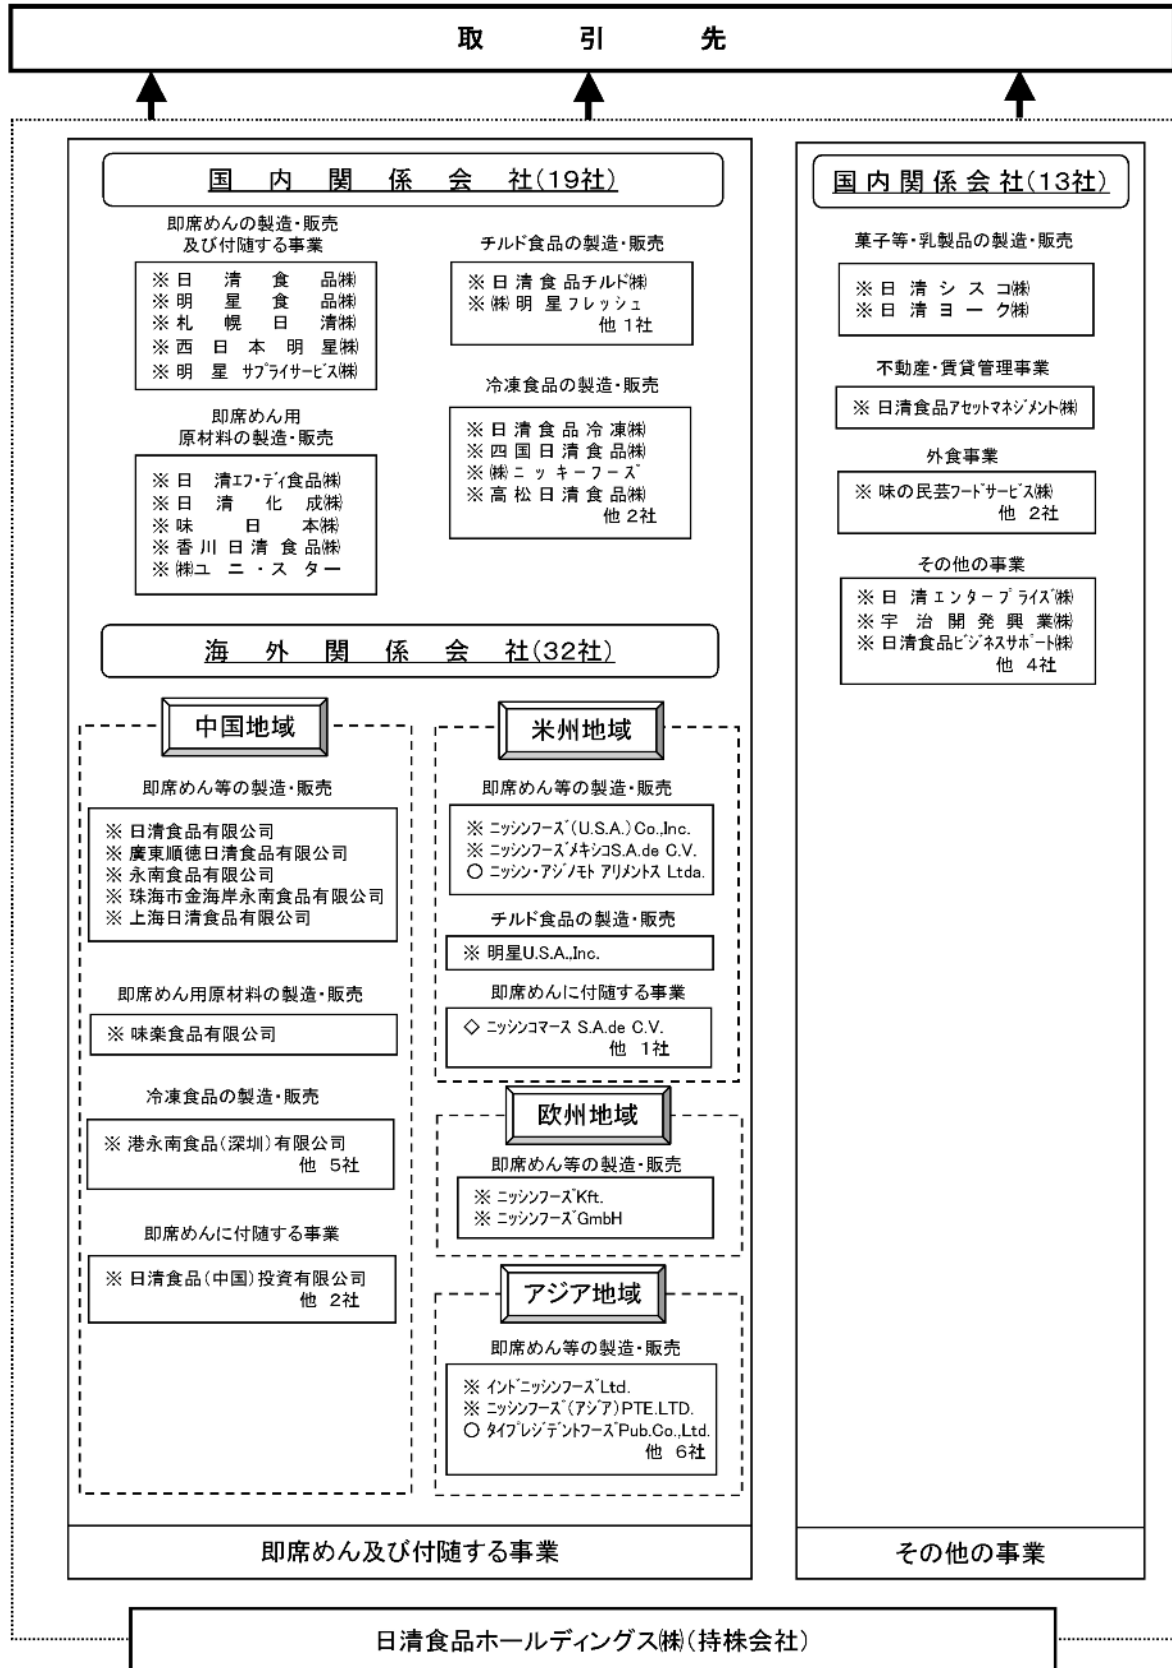 取引先
国内関係会社(19社)
即席めんの製造・販売
及び付随する事業
※日清食品㈱
※明星食品㈱
※札幌日清㈱
※西日本明星㈱
※明星サプライサービス㈱
即席めん用
原材料の製造・販売
※日清エフ・ディ食品㈱
※日清化成㈱
※味日本㈱
※香川日清食品㈱
※㈱ユニ・スター
チルド食品の製造・販売
※日清食品チルド㈱
※㈱明星フレッシュ
他 1社
冷凍食品の製造・販売
※日清食品冷凍㈱
※四国日清食品㈱
※㈱ニッキーフーズ
※高松日清食品㈱
他 2社
海外関係会社(32社)
中国地域
即席めん等の製造・販売
※ 日清食品有限公司
※ 廣東順徳日清食品有限公司
※ 永南食品有限公司
※ 珠海市金海岸永南食品有限公司
※ 上海日清食品有限公司
即席めん用原材料の製造・販売
※ 味楽食品有限公司
冷凍食品の製造・販売
※ 港永南食品(深圳)有限公司
他 5社
即席めんに付随する事業
※ 日清食品(中国)投資有限公司
他 2社
米州地域
即席めん等の製造・販売
※ ニッシンフーズ(U.S.A.)Co.,Inc.
※ ニッシンフーズメキシコS.A.de C.V.
○ ニッシン・アジノモト アリメントス Ltda.
チルド食品の製造・販売
※ 明星U.S.A.,Inc.
即席めんに付随する事業
◇ ニッシンコマース S.A.de C.V.
他 1社
欧州地域
即席めん等の製造・販売
※ ニッシンフーズKft.
※ ニッシンフーズGmbH
アジア地域
即席めん等の製造・販売
※ インドニッシンフーズLtd.
※ ニッシンフーズ(アジア)PTE.LTD.
○ タイプレジデントフーズPub.Co.,Ltd.
他 6社
即席めん及び付随する事業
国内関係会社(13社)
菓子等・乳製品の製造・販売
※日清シスコ㈱
※日清ヨーク㈱
不動産・賃貸管理事業
※ 日清食品アセットマネジメント㈱
外食事業
※ 味の民芸フードサービス㈱
他 2社
その他の事業
※日清エンタープライズ㈱
※宇治開発興業㈱
※日清食品ビジネスサポート㈱
他 4社
その他の事業
日清食品ホールディングス㈱(持株会社)